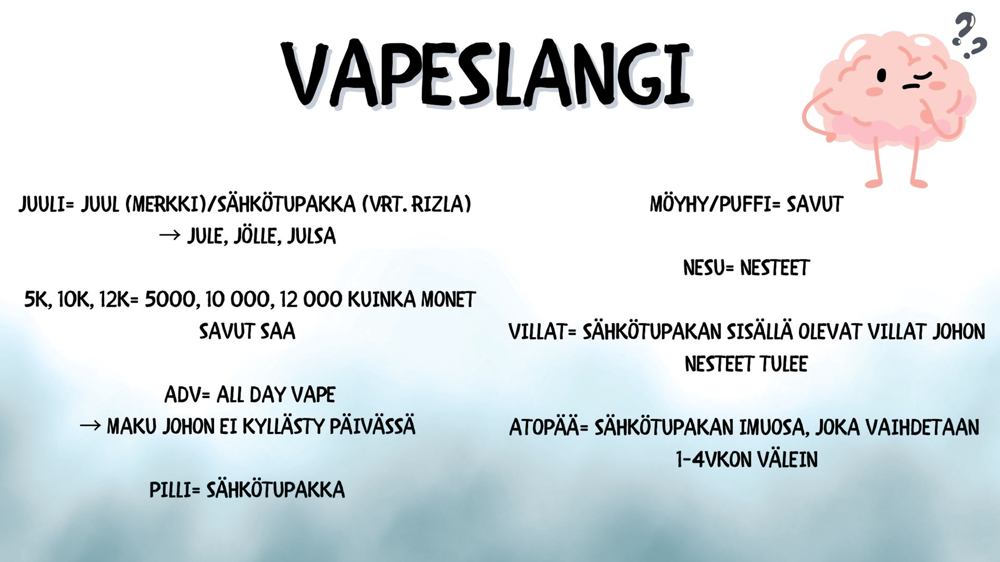 VAPESLANGI
JUULI= JUUL (MERKKI)/SÄHKÖTUPAKKA (VRT. RIZLA)
→ JULE, JÖLLE, JULSA
5K, 10K, 12K= 5000, 10 000, 12 000 KUINKA MONET
SAVUT SAA
ADV= ALL DAY VAPE
→ MAKU JOHON EI KYLLÄSTY PÄIVÄSSÄ
PILLI= SÄHKÖTUPAKKA
MÖYHY/PUFFI= SAVUT
NESU= NESTEET
VILLAT= SÄHKÖTUPAKAN SISÄLLÄ OLEVAT VILLAT JOHON
NESTEET TULEE
ATOPÄÄ= SÄHKÖTUPAKAN IMUOSA, JOKA VAIHDETAAN
1-4VKON VÄLEIN
??